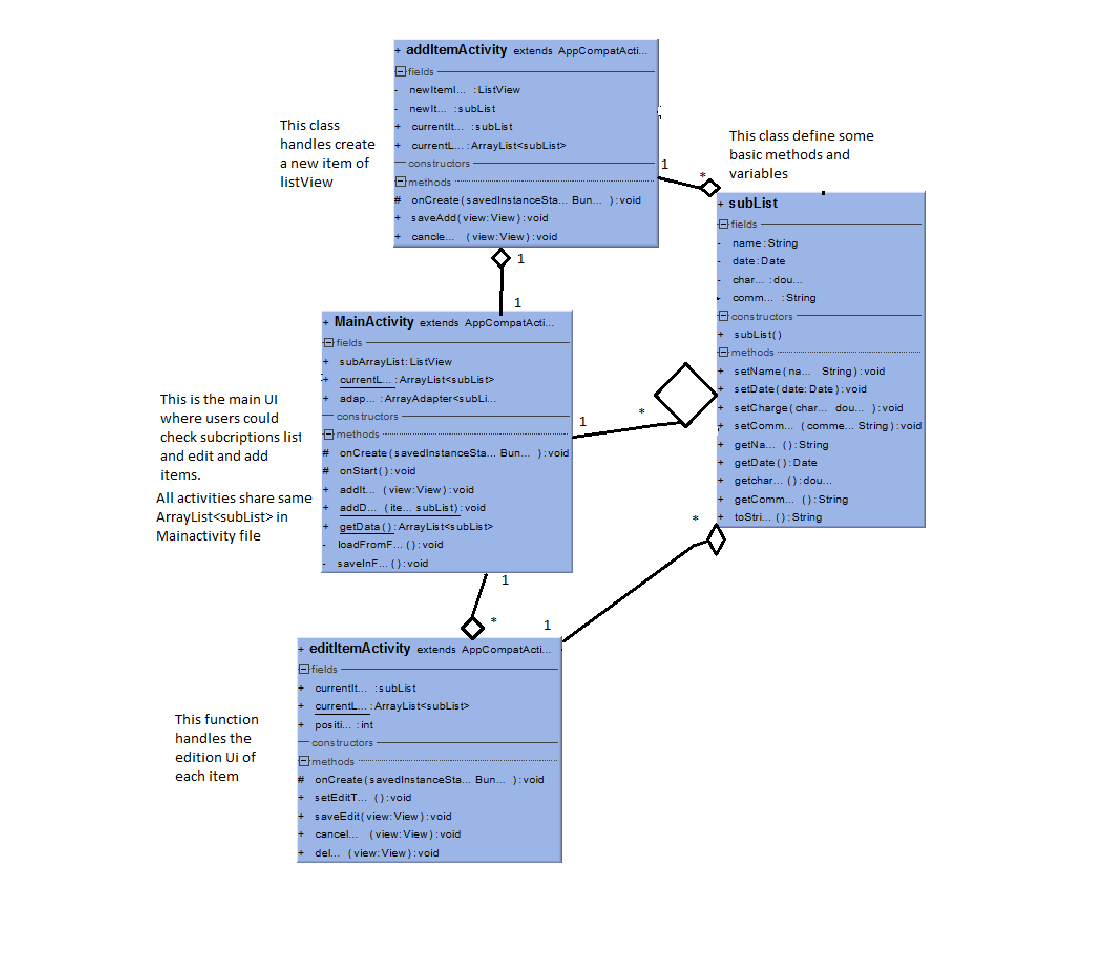 + addItemActivity extends AppCompatActi...
fields
- newItemI... : ListView
- newIt... : subList
+ currentIt... : subList
+ currentL... : ArrayList<subList>
constructors
methods
# onCreate(savedInstanceSta... Bun... ) : void
+ saveAdd(view: View) : void
+ cancle... (view: View) : void
This class
handles create
a new item of
listView
This class define some
basic methods and
variables
1
*
+ subList
fields
- name : String
- date : Date
- char... : dou...
- comm... : String
constructors
+ subList()
methods
+ setName(na... String) : void
+ setDate(date: Date) : void
+ setCharge(char... dou... ) : void
+ setComm... (comme... String) : void
+ getNa... () : String
+ getDate() : Date
+ getchar... () : dou...
+ getComm... () : String
+ toStri... () : String
1
1
+ MainActivity extends AppCompatActi...
fields
+ subArrayList : ListView
+ currentL... : ArrayList<subList>
+ adap... : ArrayAdapter<subLi...
constructors
methods
# onCreate(savedInstanceSta... Bun... ) : void
# onStart() : void
+ addIt... (view: View) : void
+ addD... (ite... subList) : void
+ getData() : ArrayList<subList>
- loadFromF... () : void
- saveInF... () : void
This is the main UI
where users could
check subcriptions list
and edit and add
items.
All activities share same
ArrayList<subList> in
Mainactivity file
1
*
*
1
*
1
+ editItemActivity extends AppCompatActi...
fields
+ currentIt... : subList
+ currentL... : ArrayList<subList>
+ positi... : int
constructors
methods
# onCreate(savedInstanceSta... Bun... ) : void
+ setEditT... () : void
+ saveEdit(view: View) : void
+ cancel... (view: View) : void
+ del... (view: View) : void
This function
handles the
edition Ui of
each item